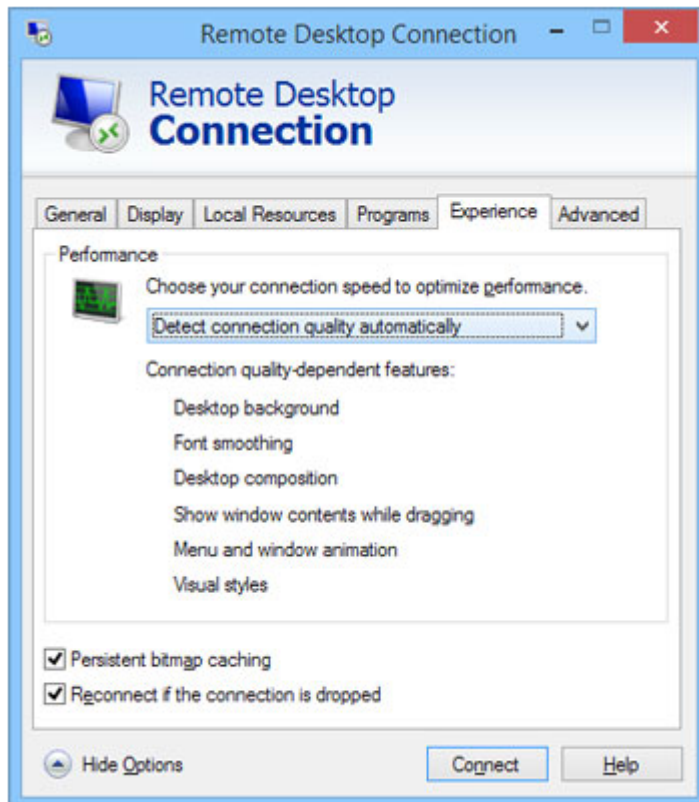 Remote Desktop Connection
Remote Desktop
Connection
General Display Local Resources Programs Experience Advanced
Performance
Choose your connection speed to optimize performance.
Detect connection quality automatically
Connection quality-dependent features:
Desktop background
Font smoothing
Desktop composition
Show window contents while dragging
Menu and window animation
Visual styles
Persistent bitmap caching
Reconnect if the connection is dropped
Hide Options Connect Help